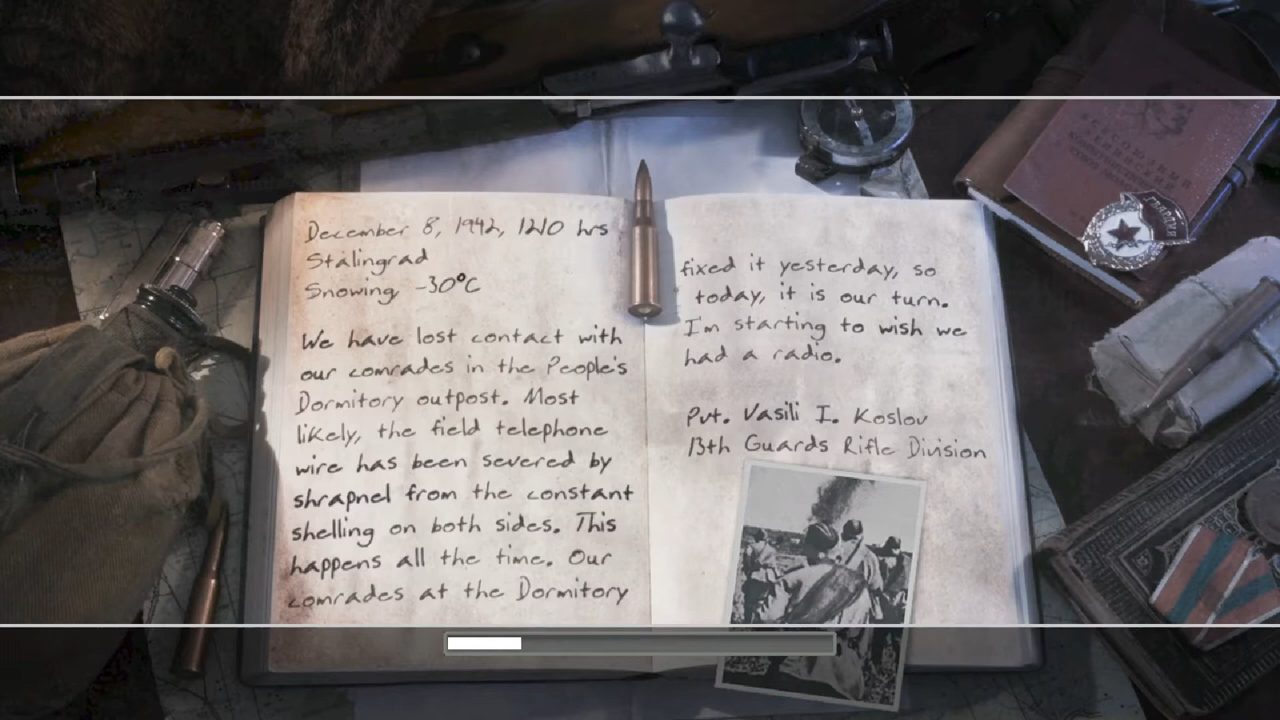 December 8, 1942, 1210 hrs
Stalingrad
Snowing -30°C
We have lost contact with
our comrades in the People's
Dormitory outpost. Most
likely, the field telephone
wire has been severed by
shrapnel from the constant
shelling on both sides. This
happens all the time. Our
comrades at the Dormitory
fixed it yesterday, so
today, it is our turn.
I'm starting to wish we
had a radio.
Pvt. Vasili I. Koslov
13th Guards Rifle Division
ВСЕСОЮЗНЫЙ